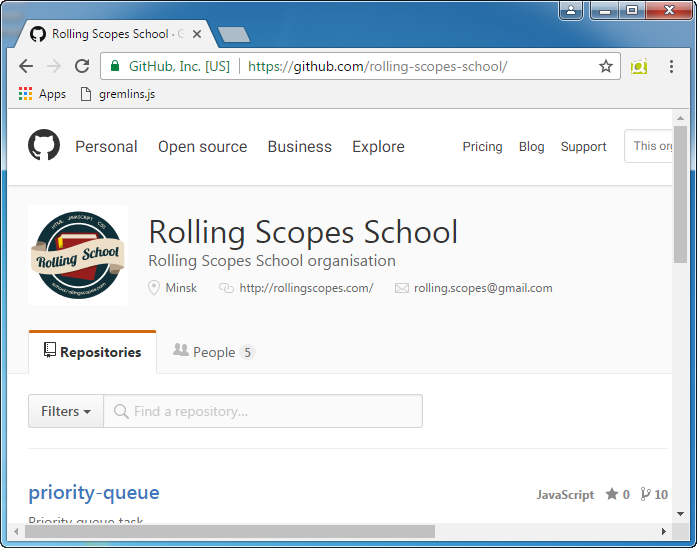 Rolling Scopes School · G
GitHub, Inc. [US] https://github.com/rolling-scopes-school/
Apps gremlins.js
Personal Open source Business Explore Pricing Blog Support This org
HTML JAVASCRIPT CSS
Rolling School
Rolling Scopes School
Rolling Scopes School organisation
Minsk http://rollingscopes.com/ rolling.scopes@gmail.com
Repositories People 5
Filters Find a repository...
priority-queue JavaScript 0 10
Priority queue task